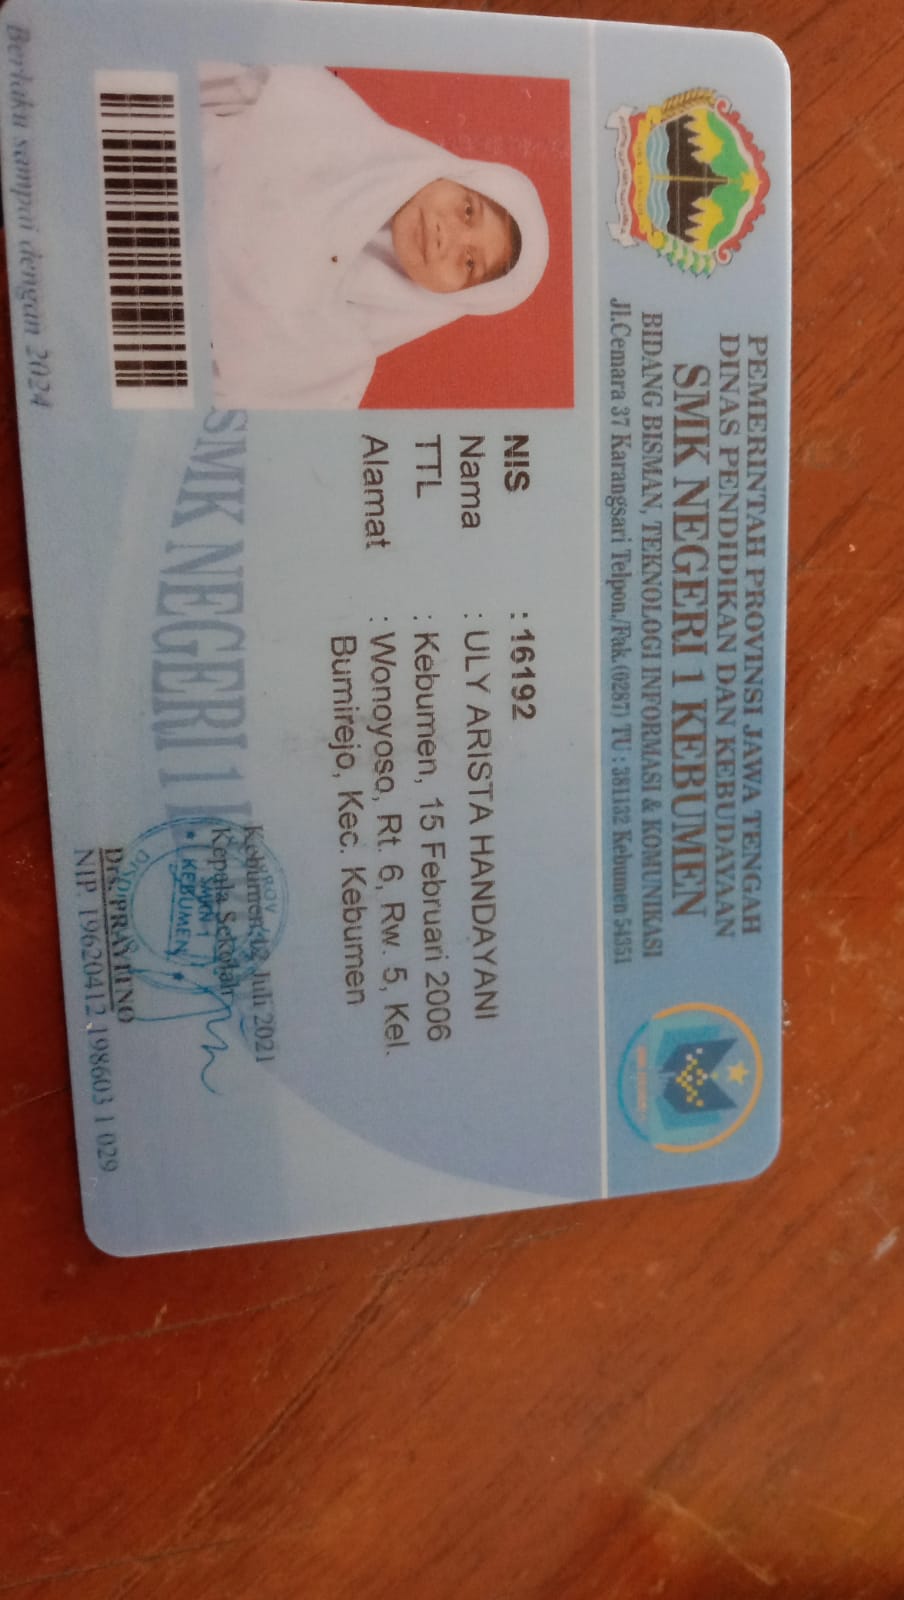 PEMERINTAH PROVINSI JAWA TENGAH
DINAS PENDIDIKAN DAN KEBUDAYAAN
SMK NEGERI 1 KEBUMEN
BIDANG BISMAN, TEKNOLOGI INFORMASI & KOMUNIKASI
Jl.Cemara 37 Karangsari Telpon./Fak. (0287) TU : 381132 Kebumen 54351
NIS : 16192
Nama : ULY ARISTA HANDAYANI
TTL : Kebumen, 15 Februari 2006
Alamat : Wonoyoso, Rt. 6, Rw. 5, Kel.
Bumirejo, Kec. Kebumen
SMK NEGERI 1
Kebumen, 12 Juli 2021
Kepala Sekolah
SMKN 1
KEBUMEN
Drs. PRAYITNO
NIP. 19620412 198603 1 029
Berlaku sampai dengan 2024